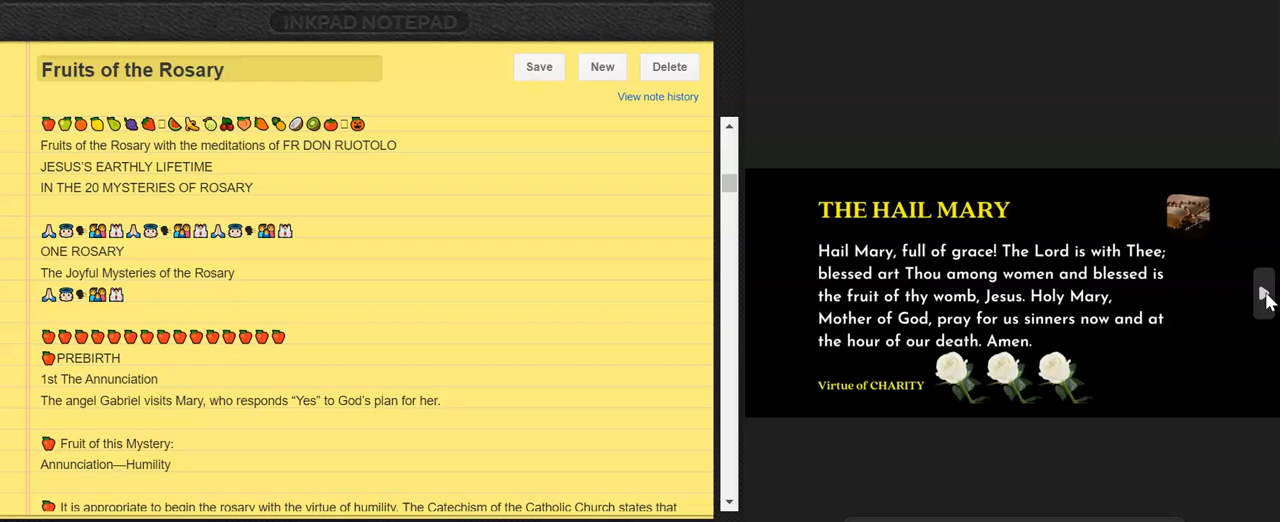 INKPAD NOTEPAD
Fruits of the Rosary
Save
New
Delete
View note history
Fruits of the Rosary with the meditations of FR DON RUOTOLO
JESUS'S EARTHLY LIFETIME
IN THE 20 MYSTERIES OF ROSARY
ONE ROSARY
The Joyful Mysteries of the Rosary
PREBIRTH
1st The Annunciation
The angel Gabriel visits Mary, who responds “Yes” to God’s plan for her.
Fruit of this Mystery:
Annunciation—Humility
It is appropriate to begin the rosary with the virtue of humility. The Catechism of the Catholic Church states that
THE HAIL MARY
Hail Mary, full of grace! The Lord is with Thee;
blessed art Thou among women and blessed is
the fruit of thy womb, Jesus. Holy Mary,
Mother of God, pray for us sinners now and at
the hour of our death. Amen.
Virtue of CHARITY